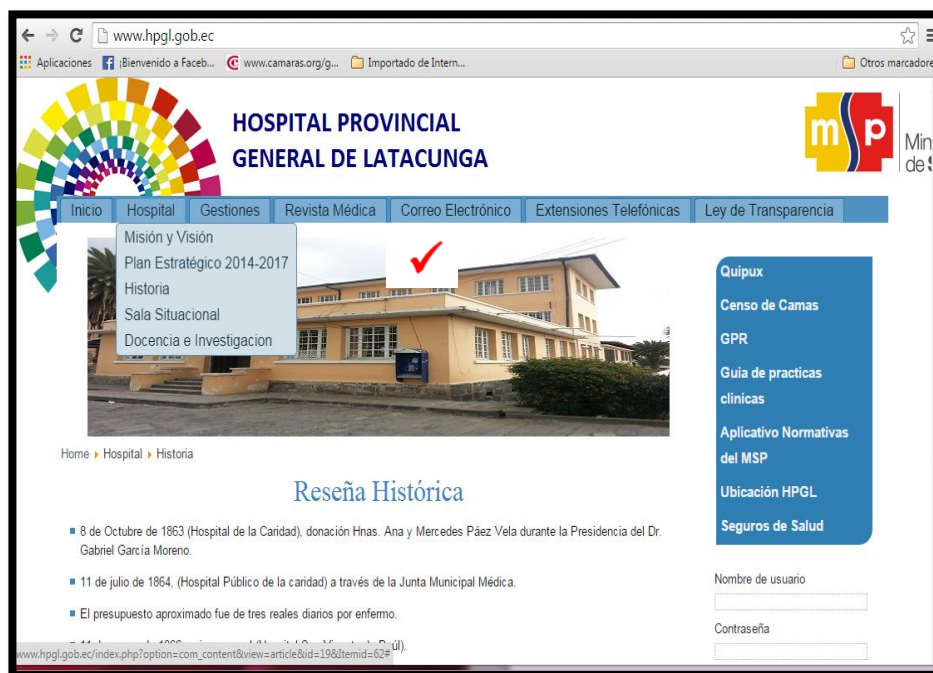 www.hpgl.gob.ec
Aplicaciones ¡Bienvenido a Faceb... www.camaras.org/g... Importado de Intern... Otros marcadore
HOSPITAL PROVINCIAL
GENERAL DE LATACUNGA
m p
Min
de S
Inicio Hospital Gestiones Revista Médica Correo Electrónico Extensiones Telefónicas Ley de Transparencia
Misión y Visión
Plan Estratégico 2014-2017
Historia
Sala Situacional
Docencia e Investigacion
Quipux
Censo de Camas
GPR
Guia de practicas
clinicas
Aplicativo Normativas
del MSP
Ubicación HPGL
Seguros de Salud
Home Hospital Historia
Reseña Histórica
8 de Octubre de 1863 (Hospital de la Caridad), donación Hnas. Ana y Mercedes Páez Vela durante la Presidencia del Dr.
Gabriel García Moreno.
11 de julio de 1864, (Hospital Público de la caridad) a través de la Junta Municipal Médica.
El presupuesto aproximado fue de tres reales diarios por enfermo.
Nombre de usuario
Contraseña
www.hpgl.gob.ec/index.php?option=com_content&view=article&id=19&Itemid=62#